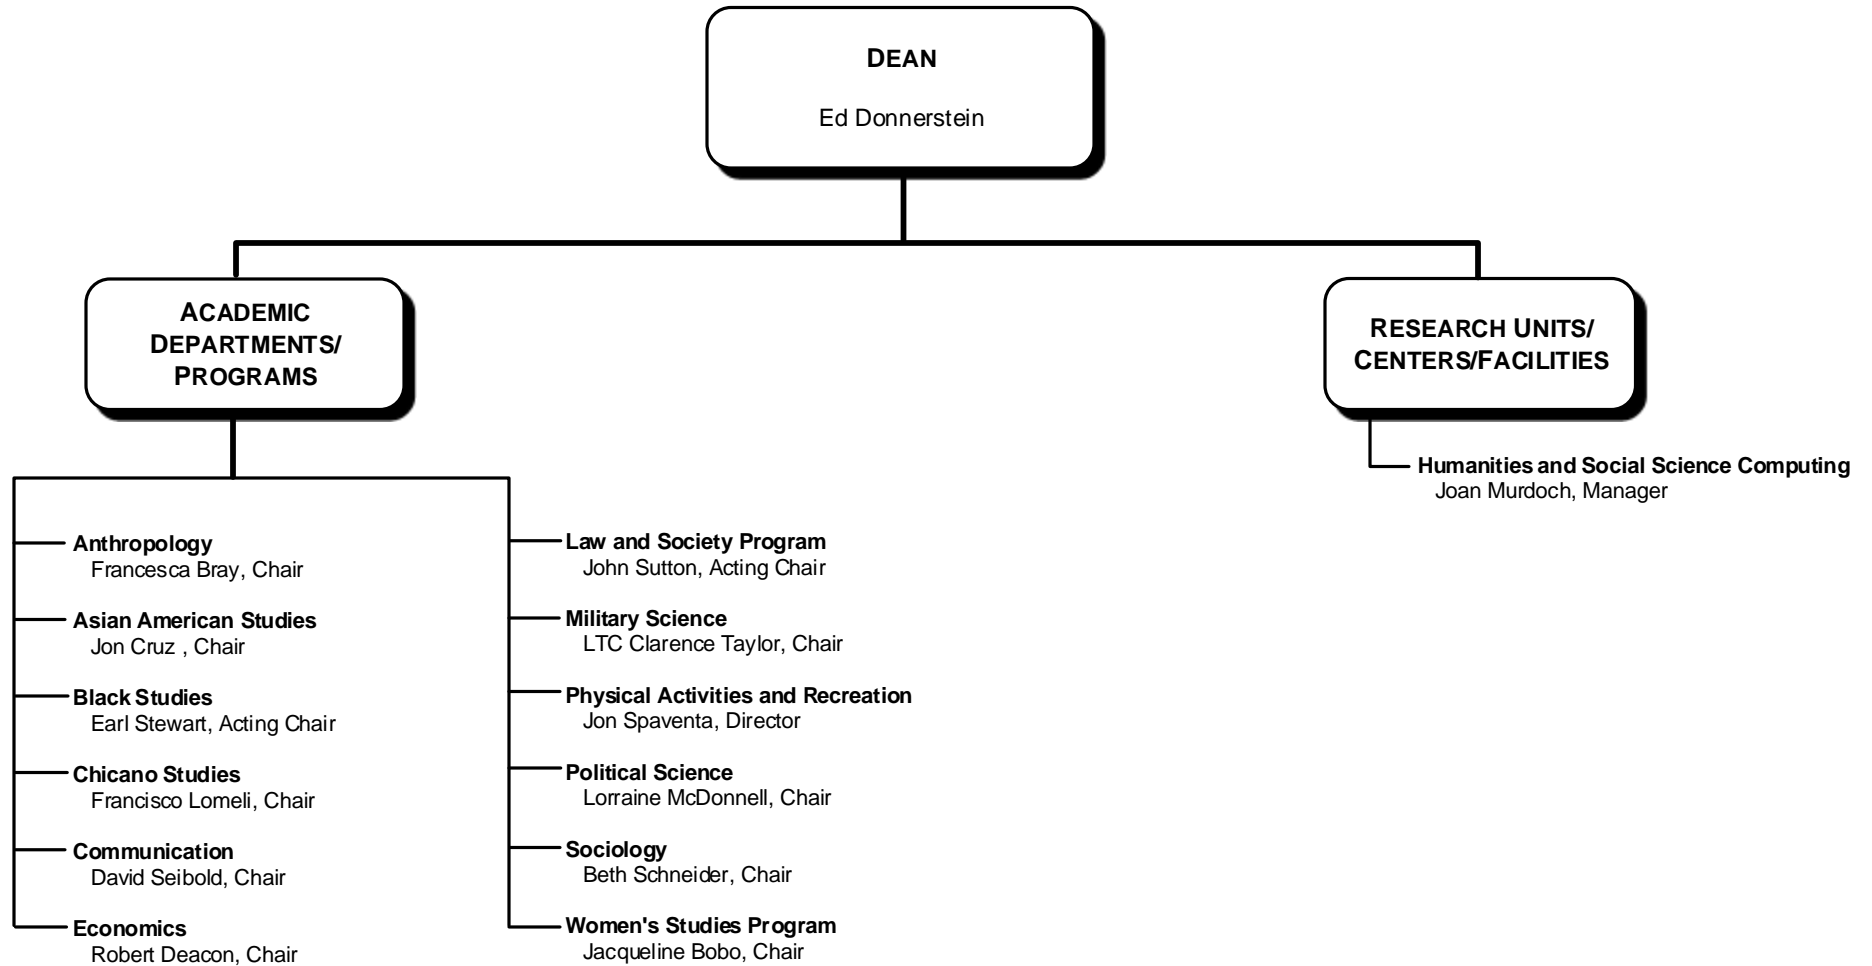 DEAN
Ed Donnerstein
ACADEMIC
DEPARTMENTS/
PROGRAMS
RESEARCH UNITS/
CENTERS/FACILITIES
Humanities and Social Science Computing
Joan Murdoch, Manager
Anthropology
Francesca Bray, Chair
Asian American Studies
Jon Cruz , Chair
Black Studies
Earl Stewart, Acting Chair
Chicano Studies
Francisco Lomeli, Chair
Communication
David Seibold, Chair
Economics
Robert Deacon, Chair
Law and Society Program
John Sutton, Acting Chair
Military Science
LTC Clarence Taylor, Chair
Physical Activities and Recreation
Jon Spaventa, Director
Political Science
Lorraine McDonnell, Chair
Sociology
Beth Schneider, Chair
Women's Studies Program
Jacqueline Bobo, Chair